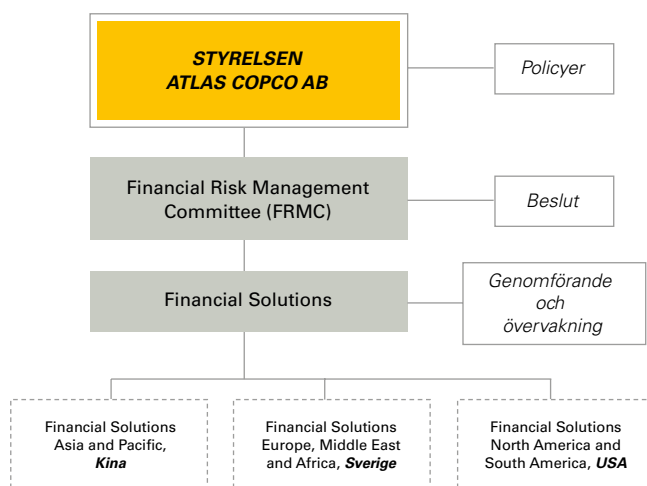 STYRELSEN
ATLAS COPCO AB
Policyer
Financial Risk Management
Committee (FRMC)
Beslut
Financial Solutions
Genomförande
och
övervakning
Financial Solutions
Asia and Pacific,
Kina
Financial Solutions
Europe, Middle East
and Africa, Sverige
Financial Solutions
North America and
South America, USA